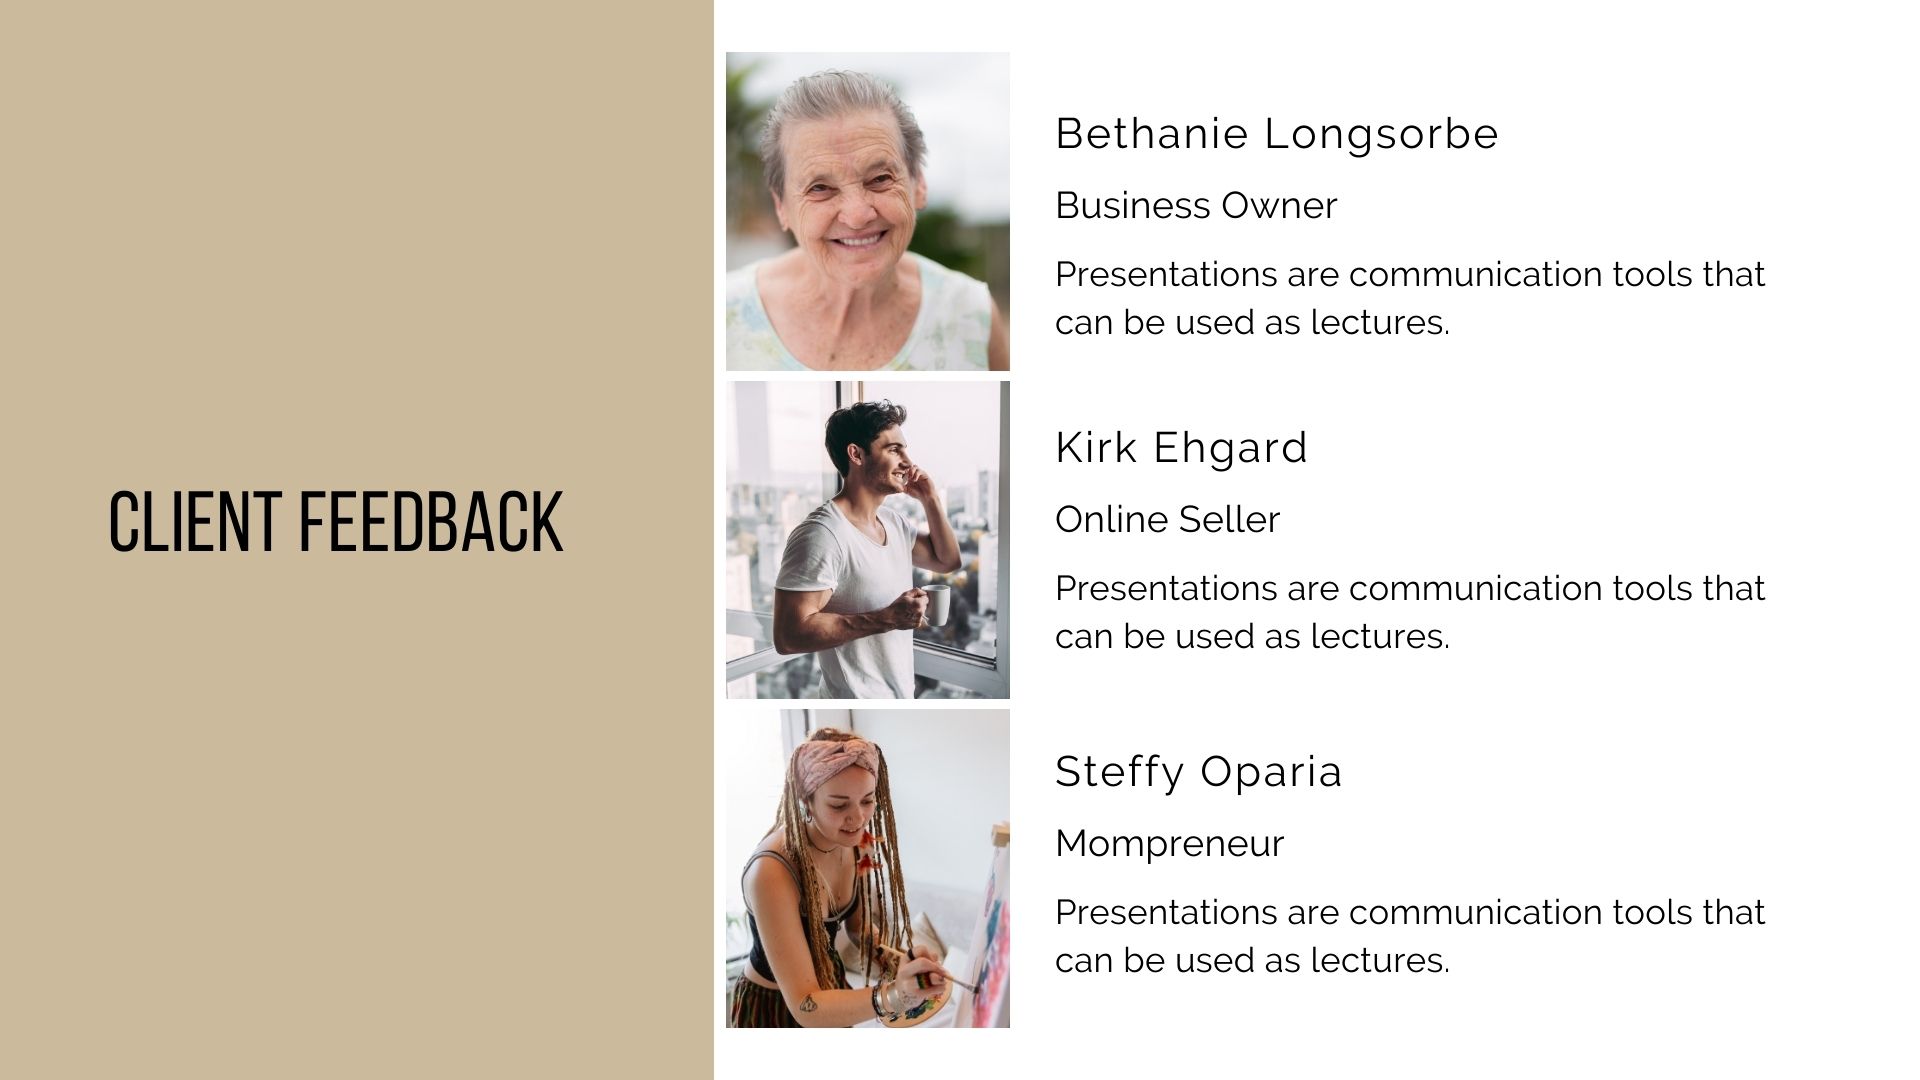 CLIENT FEEDBACK
Bethanie Longsorbe
Business Owner
Presentations are communication tools that
can be used as lectures.
Kirk Ehgard
Online Seller
Presentations are communication tools that
can be used as lectures.
Steffy Oparia
Mompreneur
Presentations are communication tools that
can be used as lectures.